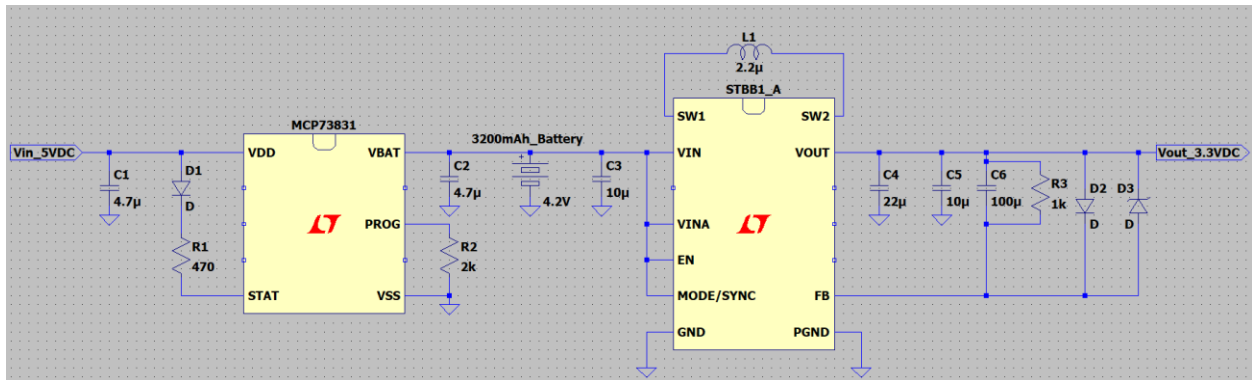 L1
2.2µ
STBB1_A
MCP73831
3200mAh_Battery
SW1
SW2
Vin_5VDC
VDD
VBAT
VIN
VOUT
Vout_3.3VDC
C1
4.7µ
D1
D
C2
4.7µ
+
4.2V
C3
10µ
C4
22µ
C5
10µ
C6
100µ
R3
1k
D2
D
D3
D
PROG
VINA
R1
470
R2
2k
EN
STAT
VSS
MODE/SYNC
FB
GND
PGND